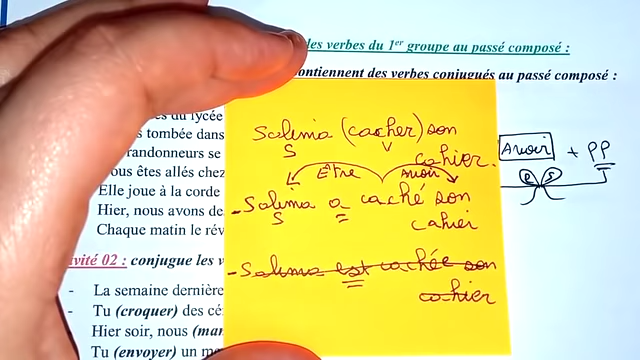 les verbes du 1er groupe au passé composé :
contiennent des verbes conjugués au passé composé :
du lycée
tombée dans
randonneurs se
ous êtes allés chez
Elle joue à la corde
Hier, nous avons de
Chaque matin le rév
vité 02 : conjugue les v
- La semaine dernière
- Tu (croquer) des cé
Hier soir, nous (man
Tu (envoyer) un me
Salima (cacher) son
S V cahier.
Être Avoir
- Salima a caché son
S cahier
- Salima est cachée son
cahier
Avoir + PP